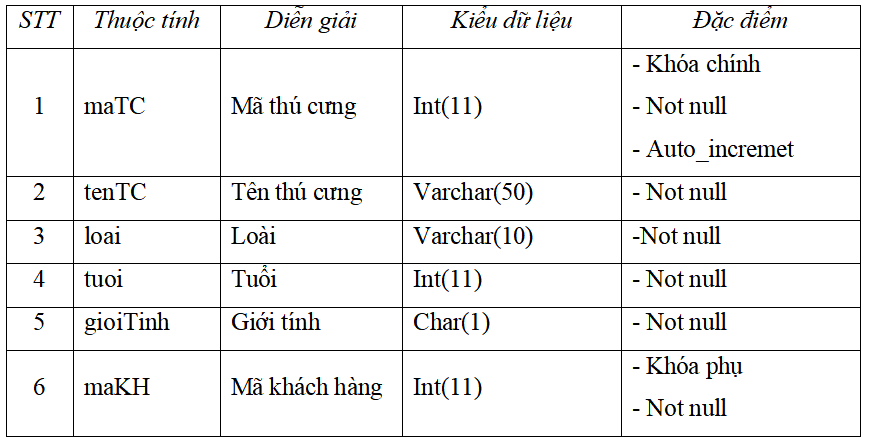 STT Thuộc tính Diễn giải Kiểu dữ liệu Đặc điểm
1 maTC Mã thú cưng Int(11) - Khóa chính
- Not null
- Auto_incremet
2 tenTC Tên thú cưng Varchar(50) - Not null
3 loai Loài Varchar(10) -Not null
4 tuoi Tuổi Int(11) - Not null
5 gioiTinh Giới tính Char(1) - Not null
6 maKH Mã khách hàng Int(11) - Khóa phụ
- Not null